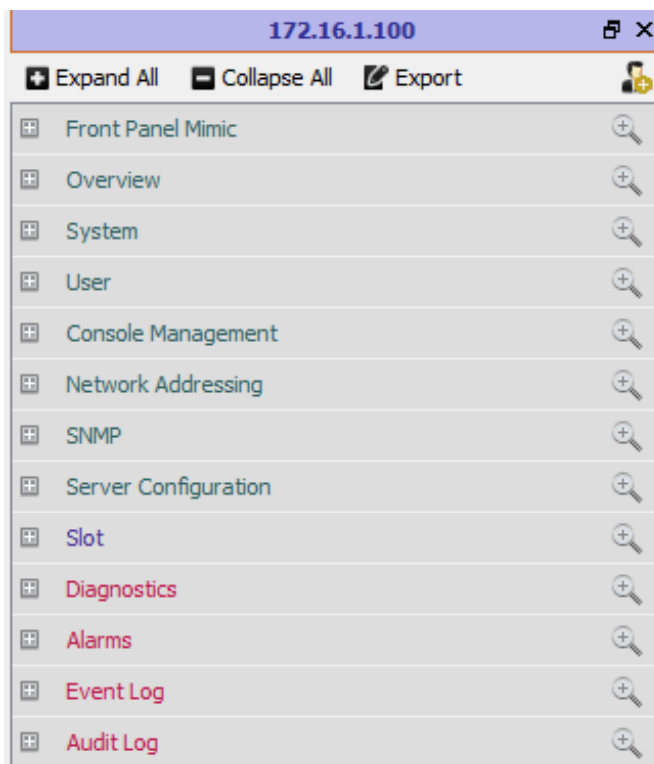 172.16.1.100
Expand All Collapse All Export
Front Panel Mimic
Overview
System
User
Console Management
Network Addressing
SNMP
Server Configuration
Slot
Diagnostics
Alarms
Event Log
Audit Log